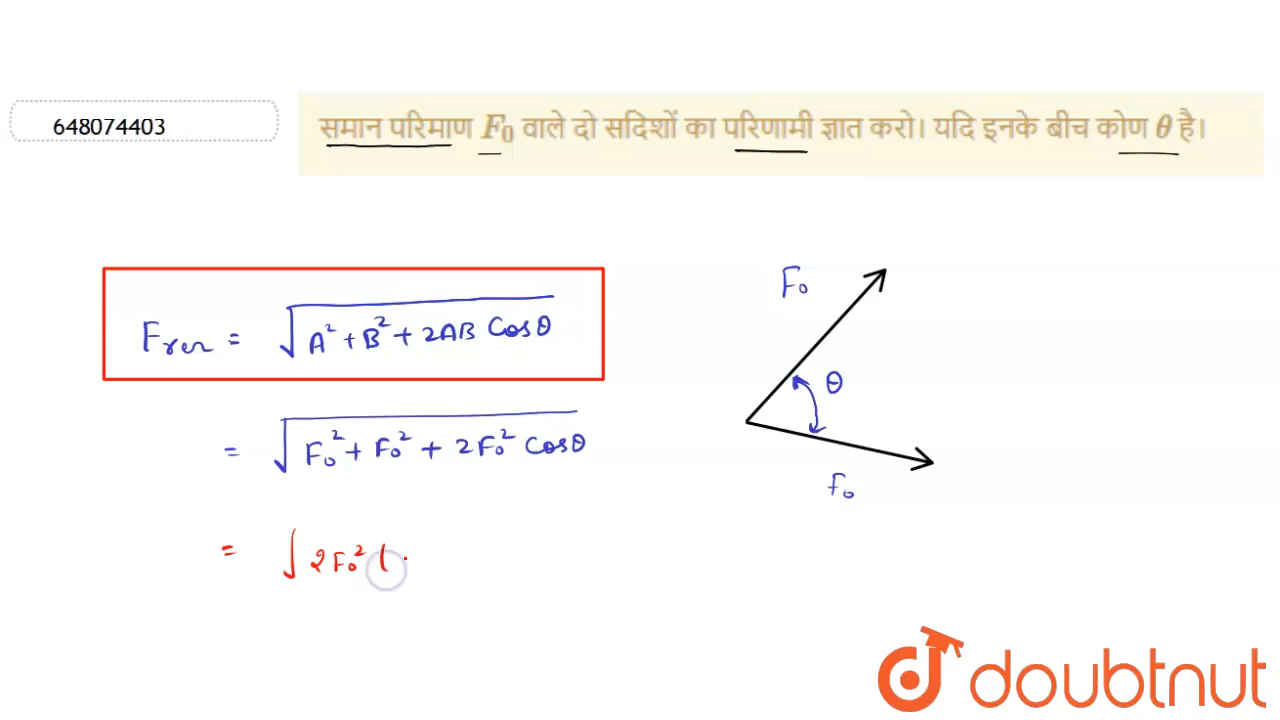 648074403
समान परिमाण F₀ वाले दो सदिशों का परिणामी ज्ञात करो। यदि इनके बीच कोण θ है।
F₀
Fres = √A² + B² + 2AB Cosθ
θ
= √F₀² + F₀² + 2F₀² Cosθ
F₀
= √2F₀² (
doubtnut